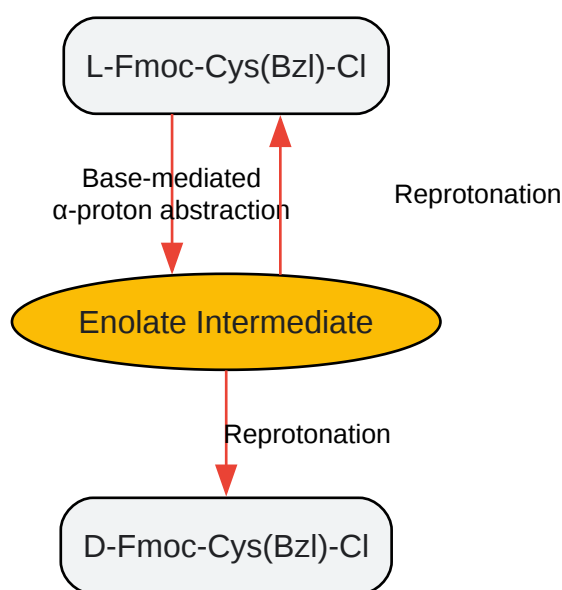 L-Fmoc-Cys(Bzl)-Cl
Base-mediated
α-proton abstraction
Reprotonation
Enolate Intermediate
Reprotonation
D-Fmoc-Cys(Bzl)-Cl